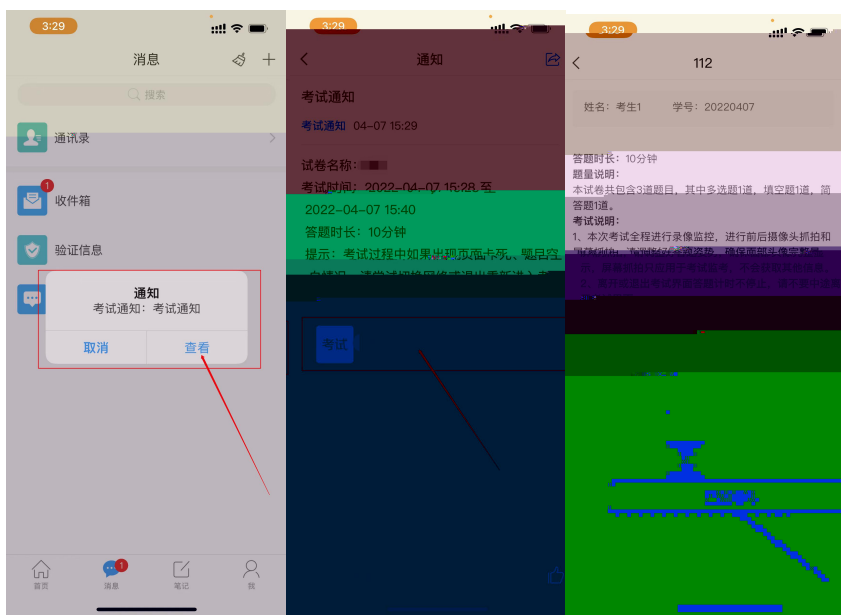 3:29
消息
搜索
通讯录
1
收件箱
验证信息
通知
考试通知：考试通知
取消
查看
首页
1
消息
笔记
我
3:29
通知
考试通知
考试通知 04-07 15:29
试卷名称：
考试时间：2022-04-07 15:28 至
2022-04-07 15:40
答题时长：10分钟
提示：考试过程中如果出现页面卡死、题目空
考试
3:29
112
姓名：考生1 学号：20220407
答题时长：10分钟
题量说明：
本试卷共包含3道题目，其中多选题1道，填空题1道，简
答题1道。
考试说明：
1、本次考试全程进行录像监控，进行前后摄像头抓拍和